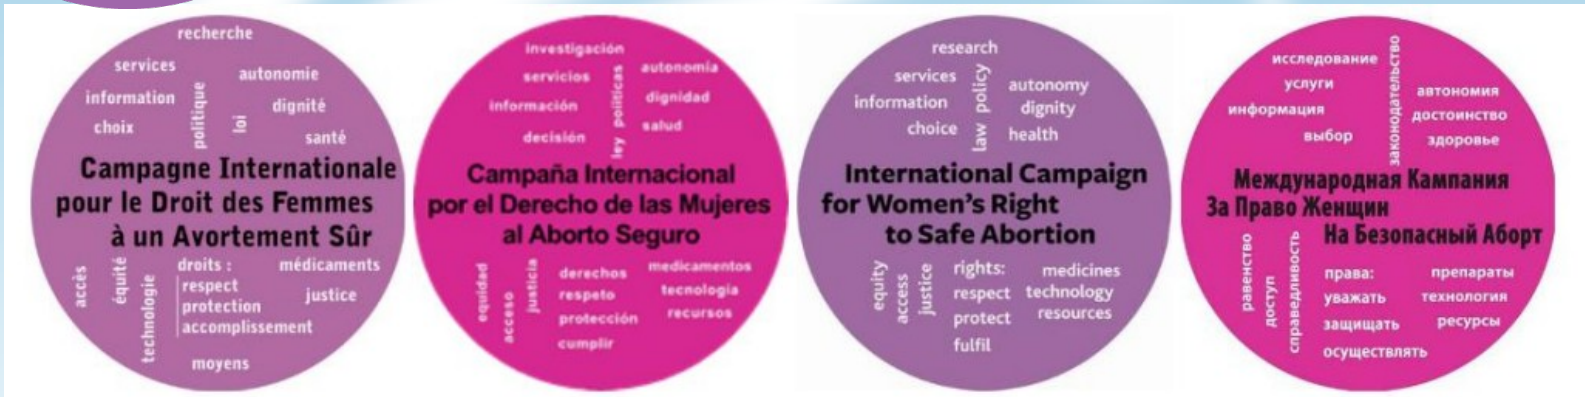 recherche
services
autonomie
information
politique
dignité
choix
loi
santé
Campagne Internationale
pour le Droit des Femmes
à un Avortement Sûr
accès
équité
technologie
droits :
respect
protection
accomplissement
médicaments
justice
moyens
investigación
servicios
autonomía
información
ley políticas
dignidad
decisión
salud
Campaña Internacional
por el Derecho de las Mujeres
al Aborto Seguro
equidad
acceso
justicia
derechos
respeto
protección
cumplir
medicamentos
tecnologia
recursos
research
services
autonomy
information
law policy
dignity
choice
health
International Campaign
for Women's Right
to Safe Abortion
equity
access
justice
rights:
respect
protect
fulfil
medicines
technology
resources
исследование
услуги
законодательство
автономия
информация
достоинство
выбор
здоровье
Международная Кампания
За Право Женщин
На Безопасный Аборт
равенство
доступ
справедливость
права:
уважать
защищать
осуществлять
препараты
технология
ресурсы